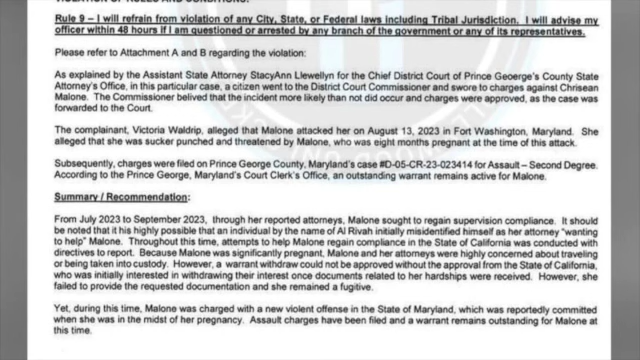 Rule 9 – I will refrain from violation of any City, State, or Federal laws including Tribal Jurisdiction. I will advise my
officer within 48 hours if I am questioned or arrested by any branch of the government or any of its representatives.
Please refer to Attachment A and B regarding the violation:
As explained by the Assistant State Attorney StacyAnn Llewellyn for the Chief District Court of Prince Geoerge's County State
Attorney's Office, in this particular case, a citizen went to the District Court Commissioner and swore to charges against Chrisean
Malone. The Commissioner belived that the incident more likely than not did occur and charges were approved, as the case was
forwarded to the Court.
The complainant, Victoria Waldrip, alleged that Malone attacked her on August 13, 2023 in Fort Washington, Maryland. She
alleged that she was sucker punched and threatened by Malone, who was eight months pregnant at the time of this attack.
Subsequently, charges were filed on Prince George County, Maryland's case #D-05-CR-23-023414 for Assault – Second Degree.
According to the Prince George, Maryland's Court Clerk's Office, an outstanding warrant remains active for Malone.
Summary / Recommendation:
From July 2023 to September 2023, through her reported attorneys, Malone sought to regain supervision compliance. It should
be noted that it his highly possible that an individual by the name of Al Rivah initially misidentified himself as her attorney "wanting
to help" Malone. Throughout this time, attempts to help Malone regain compliance in the State of California was conducted with
directives to report. Because Malone was significantly pregnant, Malone and her attorneys were highly concerned about traveling
or being taken into custody. However, a warrant withdraw could not be approved without the approval from the State of California,
who was initially interested in withdrawing their interest once documents related to her hardships were received. However, she
failed to provide the requested documentation and she remained a fugitive.
Yet, during this time, Malone was charged with a new violent offense in the State of Maryland, which was reportedly committed
when she was in the midst of her pregnancy. Assault charges have been filed and a warrant remains outstanding for Malone at
this time.